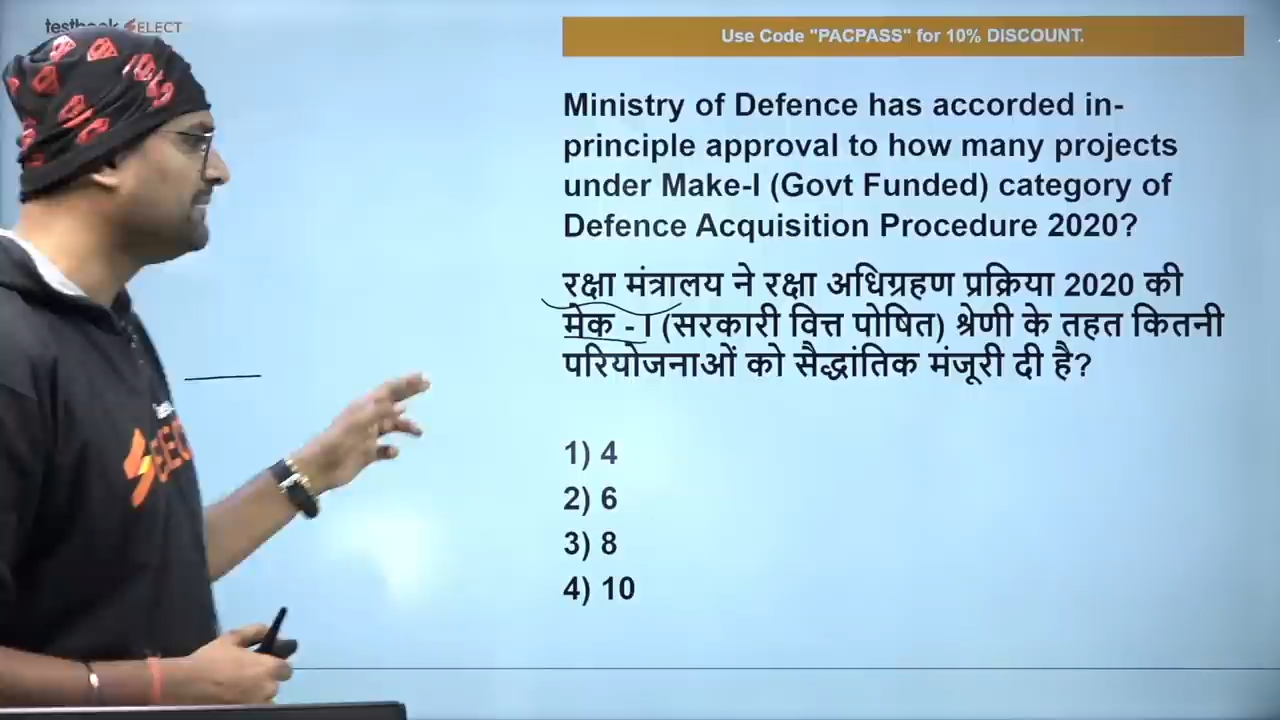 testbook SELECT
Use Code "PACPASS" for 10% DISCOUNT.
Ministry of Defence has accorded in-
principle approval to how many projects
under Make-I (Govt Funded) category of
Defence Acquisition Procedure 2020?
रक्षा मंत्रालय ने रक्षा अधिग्रहण प्रक्रिया 2020 की
मेक - I (सरकारी वित्त पोषित) श्रेणी के तहत कितनी
परियोजनाओं को सैद्धांतिक मंजूरी दी है?
1) 4
2) 6
3) 8
4) 10